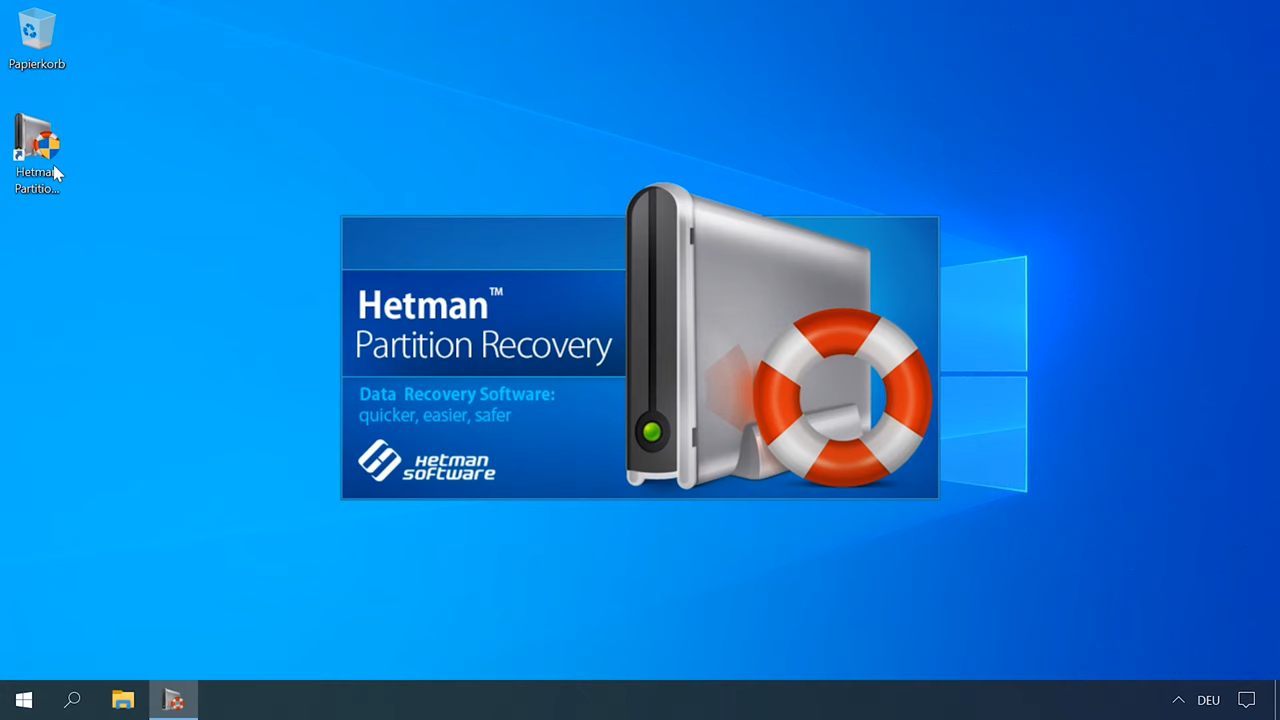 Papierkorb
Hetman
Partitio...
Hetman™
Partition Recovery
Data Recovery Software:
quicker, easier, safer
Hetman
software
DEU